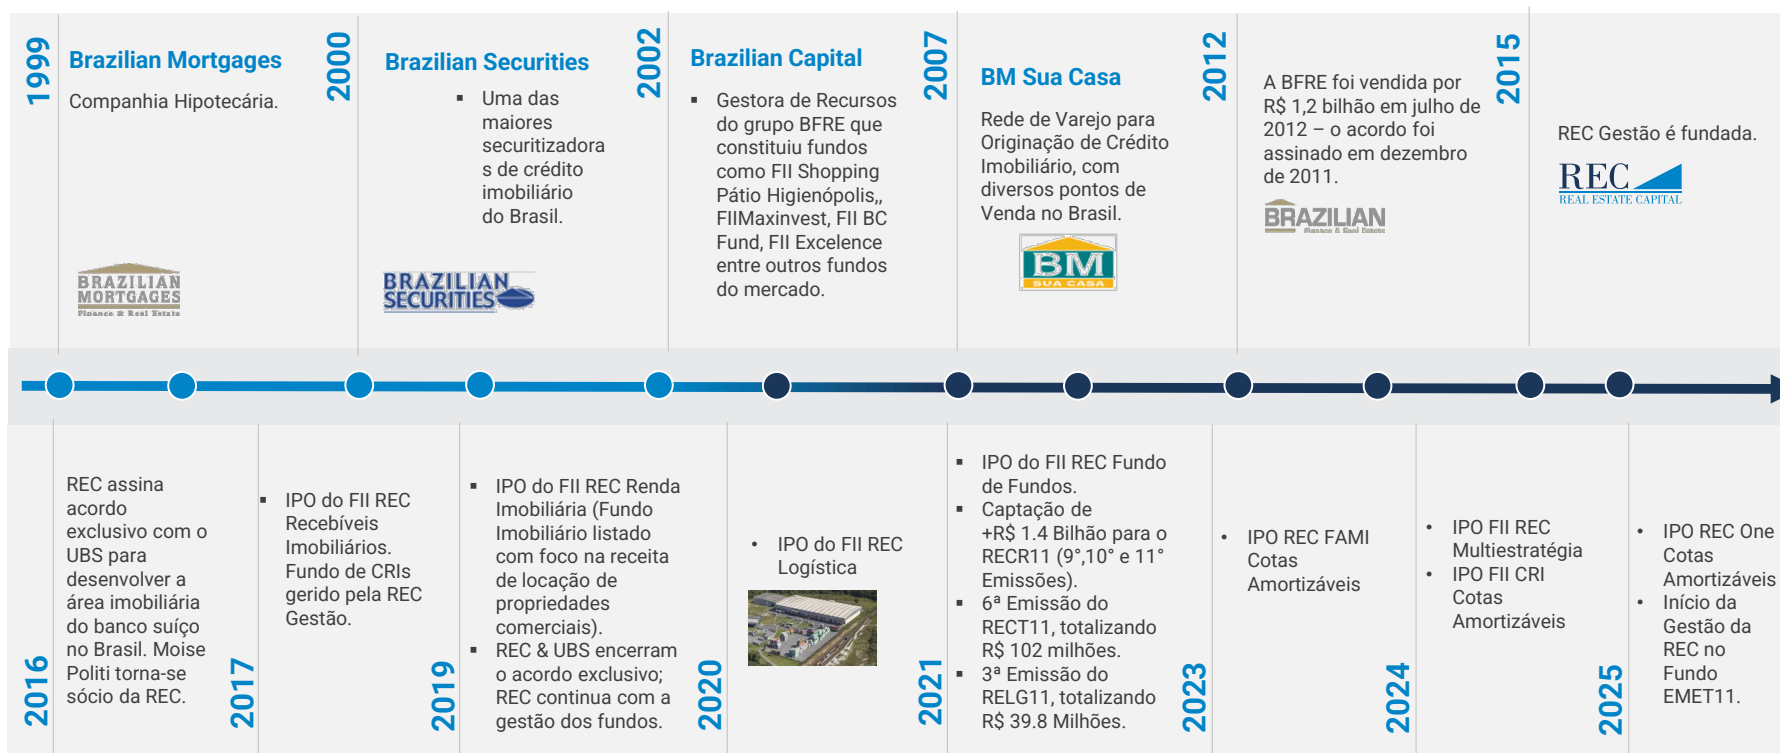 1999
Brazilian Mortgages
Companhia Hipotecária.
BRAZILIAN
MORTGAGES
Finance & Real Estate
2000
Brazilian Securities
▪ Uma das
maiores
securitizadora
s de crédito
imobiliário
do Brasil.
BRAZILIAN
SECURITIES
2002
Brazilian Capital
▪ Gestora de Recursos
do grupo BFRE que
constituiu fundos
como FII Shopping
Pátio Higienópolis,,
FIIMaxinvest, FII BC
Fund, FII Excelence
entre outros fundos
do mercado.
2007
BM Sua Casa
Rede de Varejo para
Originação de Crédito
Imobiliário, com
diversos pontos de
Venda no Brasil.
BM
SUA CASA
2012
A BFRE foi vendida por
R$ 1,2 bilhão em julho de
2012 – o acordo foi
assinado em dezembro
de 2011.
BRAZILIAN
Finance & Real Estate
2015
REC Gestão é fundada.
REC
REAL ESTATE CAPITAL
2016
REC assina
acordo
exclusivo com o
UBS para
desenvolver a
área imobiliária
do banco suíço
no Brasil. Moise
Politi torna-se
sócio da REC.
2017
▪ IPO do FII REC
Recebíveis
Imobiliários.
Fundo de CRIs
gerido pela REC
Gestão.
2019
▪ IPO do FII REC Renda
Imobiliária (Fundo
Imobiliário listado
com foco na receita
de locação de
propriedades
comerciais).
▪ REC & UBS encerram
o acordo exclusivo;
REC continua com a
gestão dos fundos.
2020
• IPO do FII REC
Logística
2021
▪ IPO do FII REC Fundo
de Fundos.
▪ Captação de
+R$ 1.4 Bilhão para o
RECR11 (9°,10° e 11°
Emissões).
▪ 6ª Emissão do
RECT11, totalizando
R$ 102 milhões.
▪ 3ª Emissão do
RELG11, totalizando
R$ 39.8 Milhões.
2023
• IPO REC FAMI
Cotas
Amortizáveis
2024
• IPO FII REC
Multiestratégia
• IPO FII CRI
Cotas
Amortizáveis
2025
• IPO REC One
Cotas
Amortizáveis
• Início da
Gestão da
REC no
Fundo
EMET11.